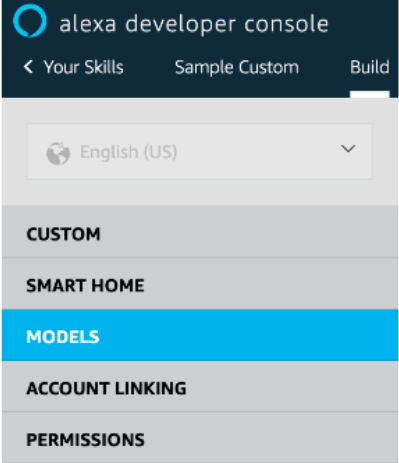 alexa developer console
Your Skills Sample Custom Build
English (US)
CUSTOM
SMART HOME
MODELS
ACCOUNT LINKING
PERMISSIONS